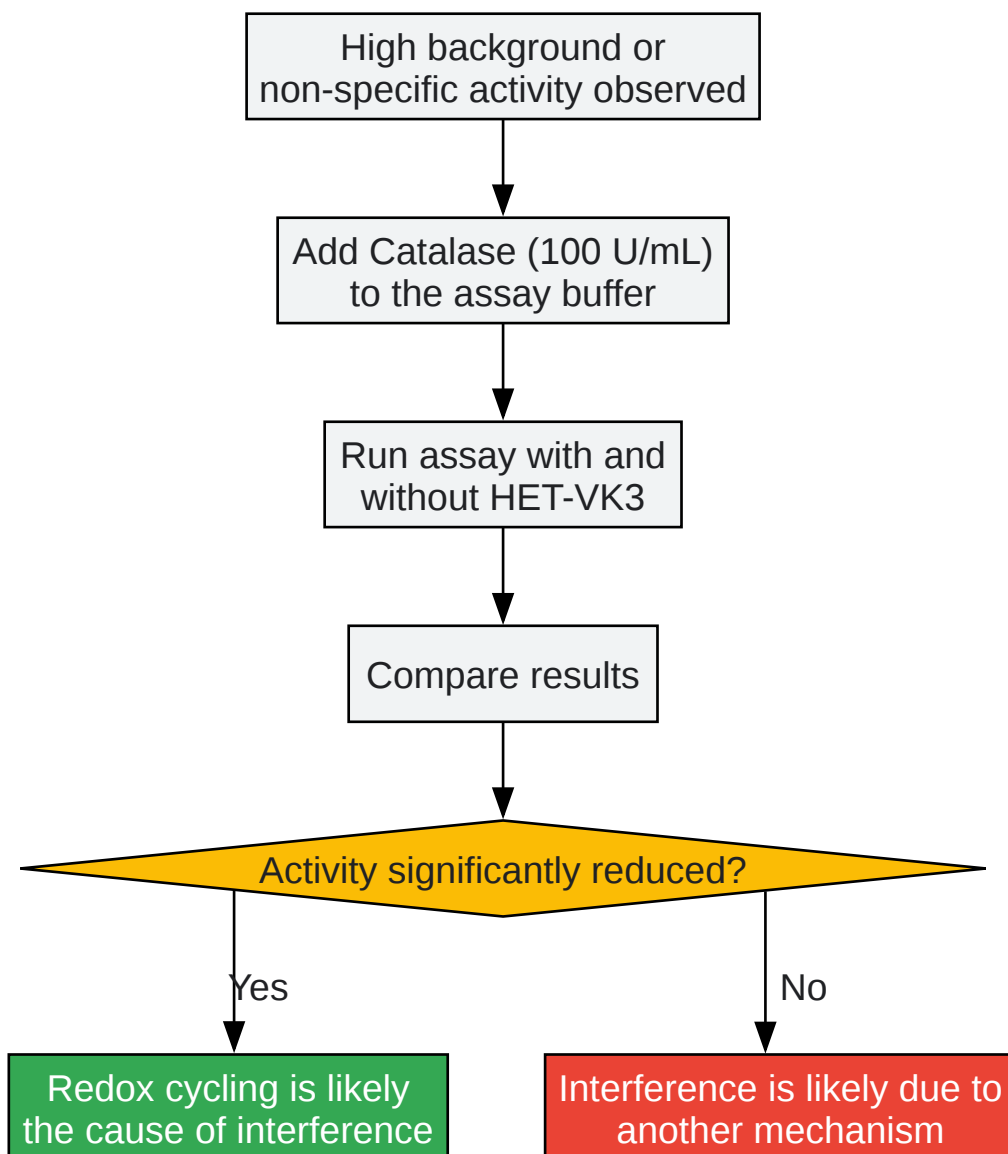 High background or
non-specific activity observed
Add Catalase (100 U/mL)
to the assay buffer
Run assay with and
without HET-VK3
Compare results
Activity significantly reduced?
Yes
No
Redox cycling is likely
the cause of interference
Interference is likely due to
another mechanism